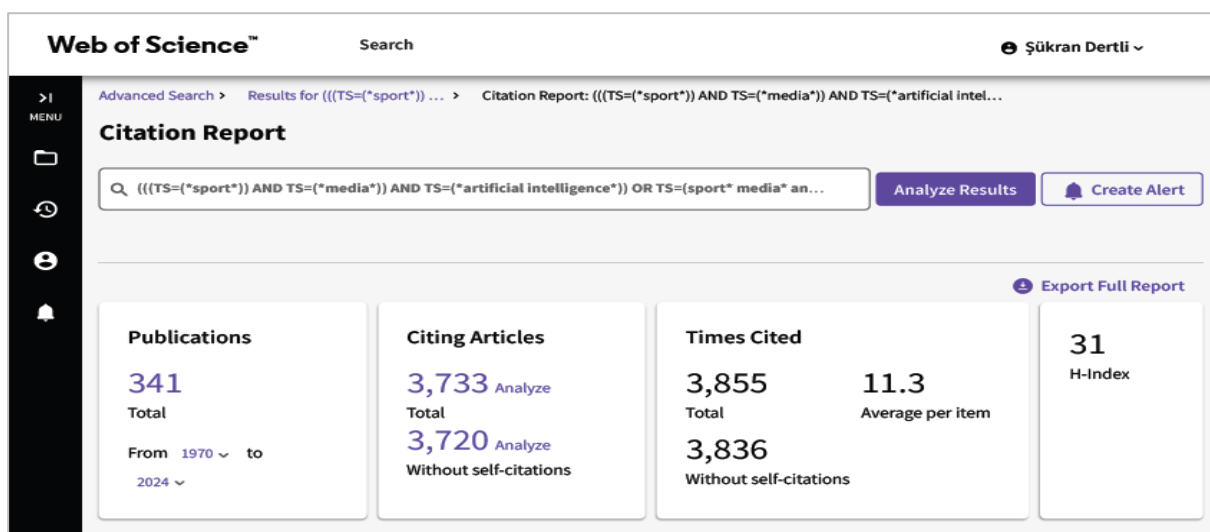 Web of Science™ Search Şükran Dertli
>I Advanced Search > Results for (((TS=(*sport*)) ... > Citation Report: (((TS=(*sport*)) AND TS=(*media*)) AND TS=(*artificial intel...
MENU
Citation Report
(((TS=(*sport*)) AND TS=(*media*)) AND TS=(*artificial intelligence*)) OR TS=(sport* media* an...
Analyze Results
Create Alert
Export Full Report
Publications
341
Total
From 1970 to
2024
Citing Articles
3,733 Analyze
Total
3,720 Analyze
Without self-citations
Times Cited
3,855
Total
11.3
Average per item
3,836
Without self-citations
31
H-Index